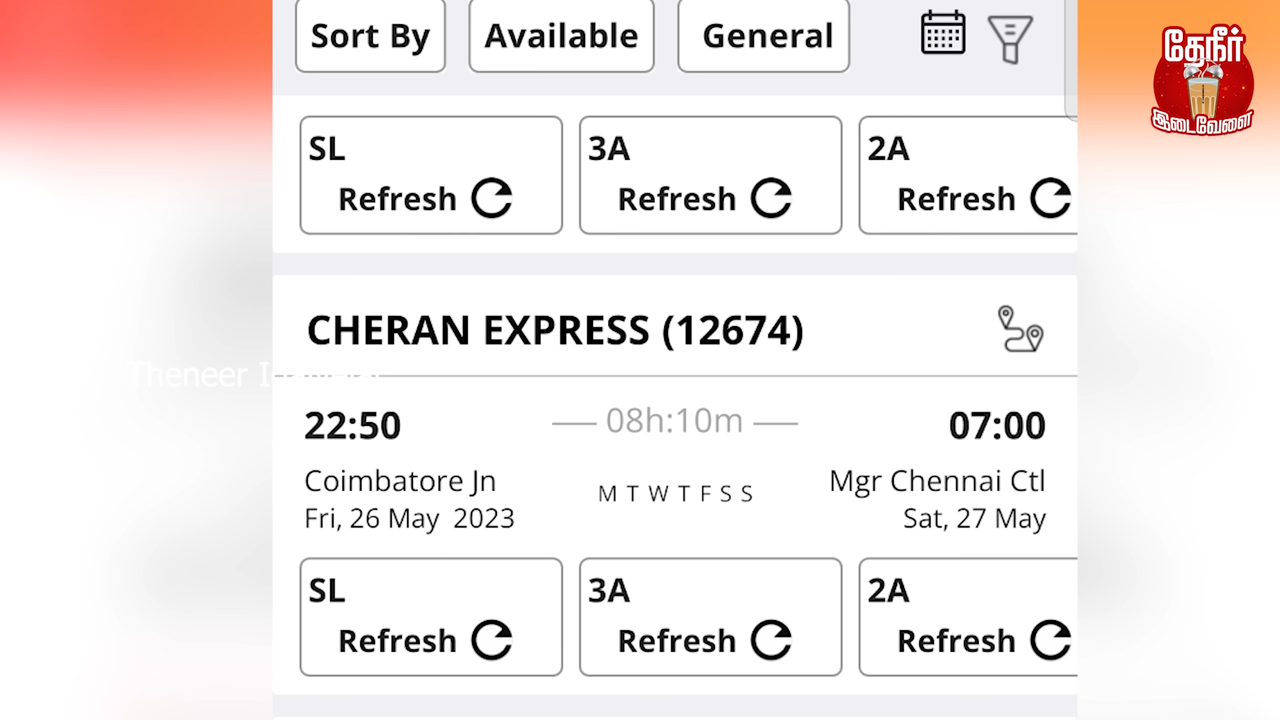 Sort By Available General
தேநீர்
இடைவேளை
SL 3A 2A
Refresh Refresh Refresh
CHERAN EXPRESS (12674)
Theneer
22:50 08h:10m 07:00
Coimbatore Jn M T W T F S S Mgr Chennai Ctl
Fri, 26 May 2023 Sat, 27 May
SL 3A 2A
Refresh Refresh Refresh